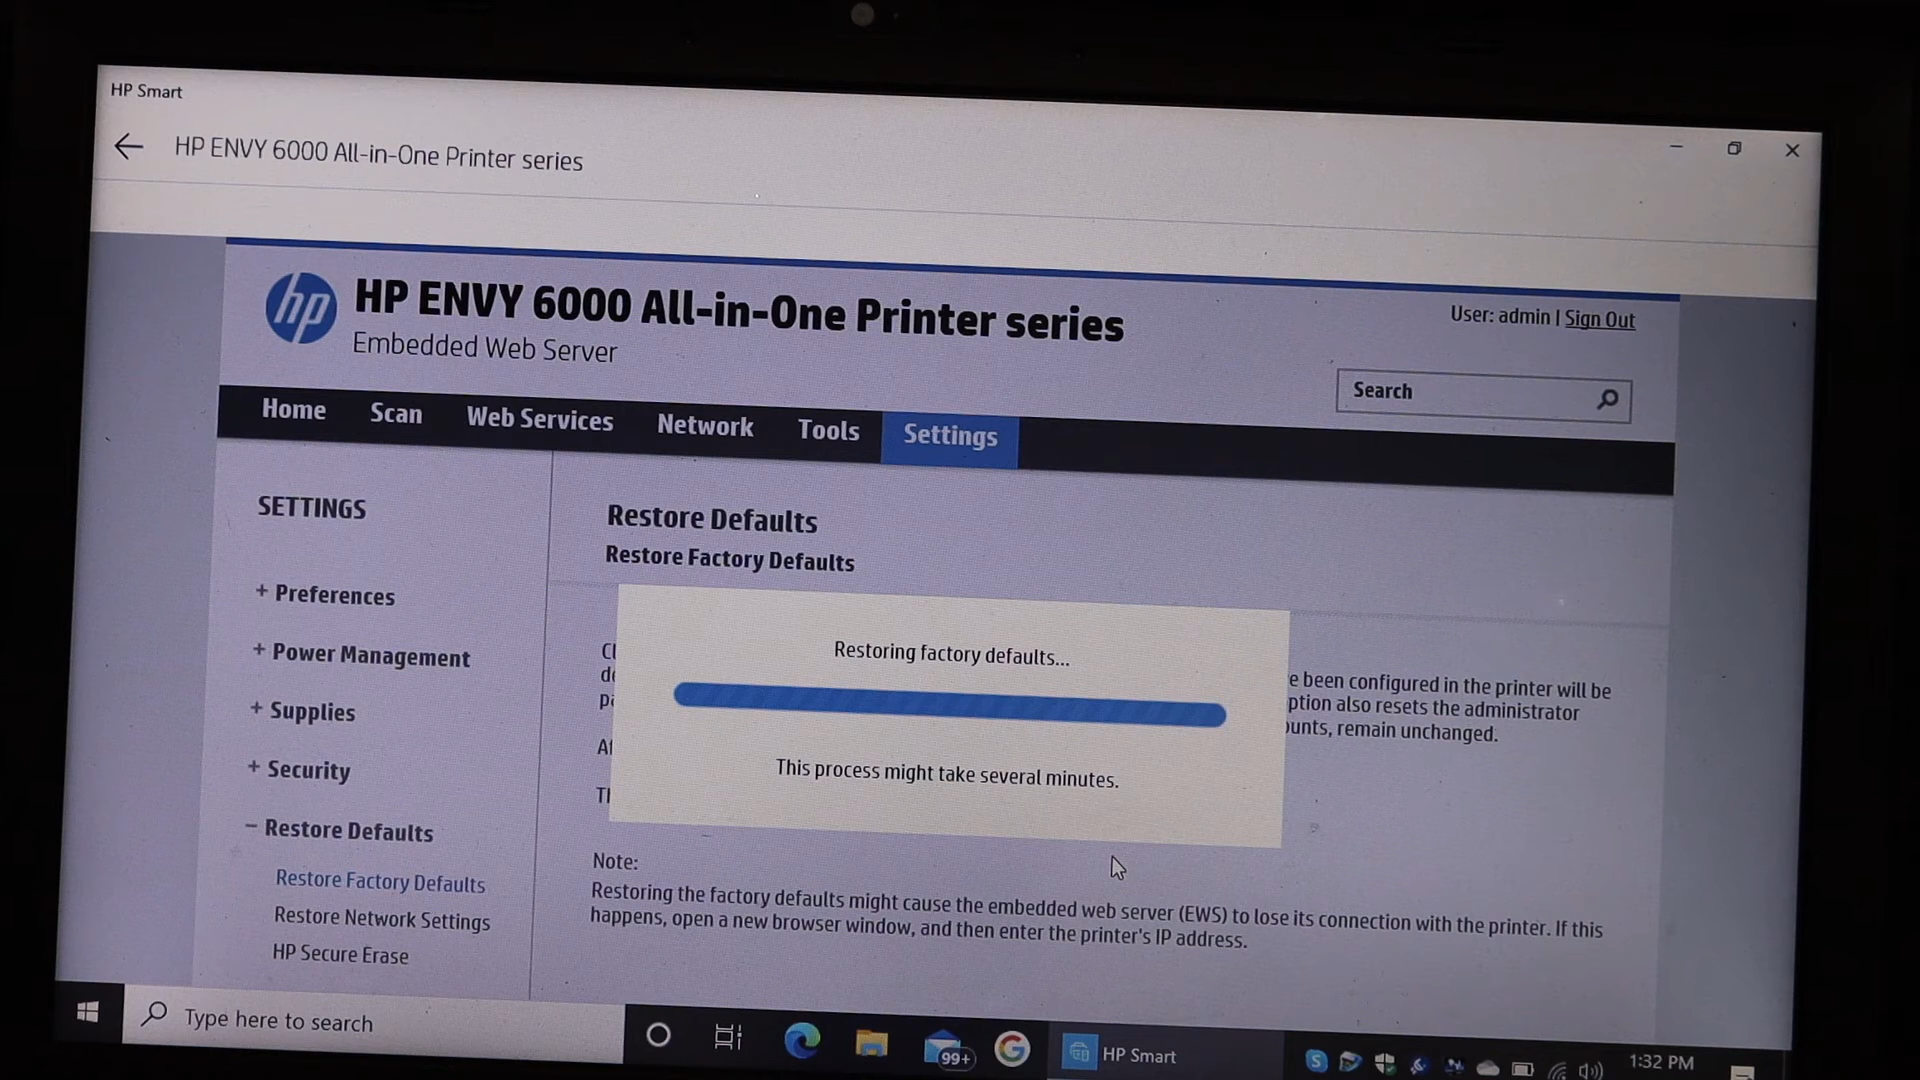 HP Smart
HP ENVY 6000 All-in-One Printer series
hp
HP ENVY 6000 All-in-One Printer series
Embedded Web Server
User: admin | Sign Out
Search
Home Scan Web Services Network Tools Settings
SETTINGS
+ Preferences
+ Power Management
+ Supplies
+ Security
− Restore Defaults
Restore Factory Defaults
Restore Network Settings
HP Secure Erase
Restore Defaults
Restore Factory Defaults
Restoring factory defaults...
This process might take several minutes.
been configured in the printer will be
also resets the administrator
remain unchanged.
Note:
Restoring the factory defaults might cause the embedded web server (EWS) to lose its connection with the printer. If this
happens, open a new browser window, and then enter the printer's IP address.
Type here to search
99+
HP Smart
1:32 PM